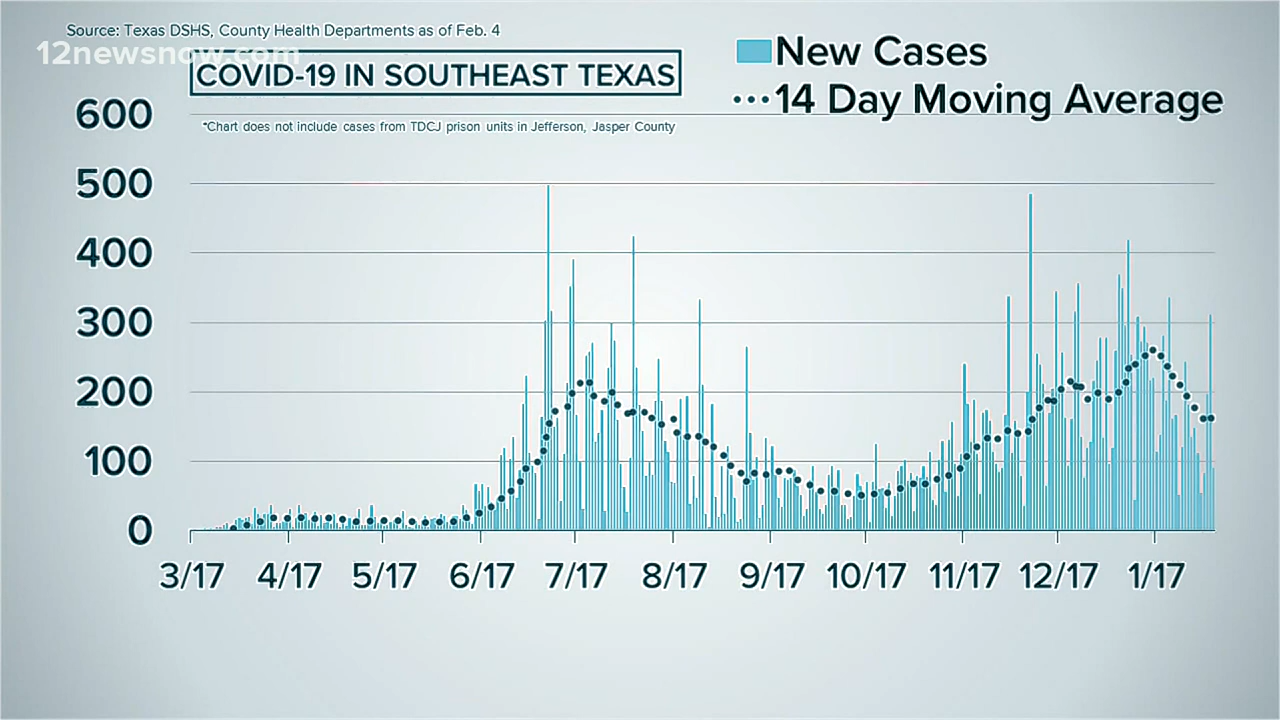 Source: Texas DSHS, County Health Departments as of Feb. 4
12newsnow.com
COVID-19 IN SOUTHEAST TEXAS
New Cases
14 Day Moving Average
*Chart does not include cases from TDCJ prison units in Jefferson, Jasper County
600
500
400
300
200
100
0
3/17 4/17 5/17 6/17 7/17 8/17 9/17 10/17 11/17 12/17 1/17